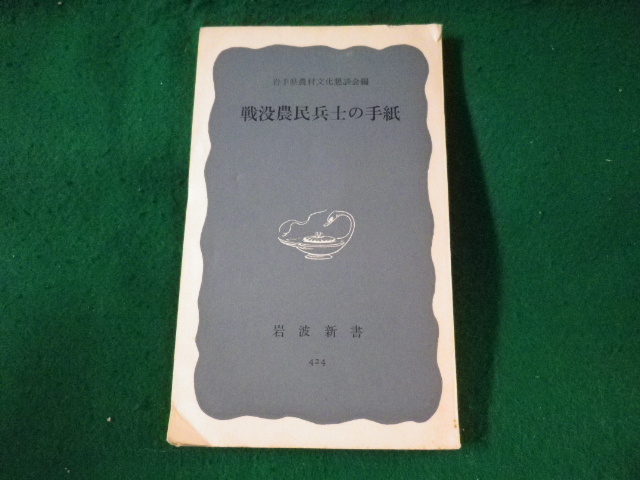 岩手県農村文化懇談会編
戦没農民兵士の手紙
岩波新書
424